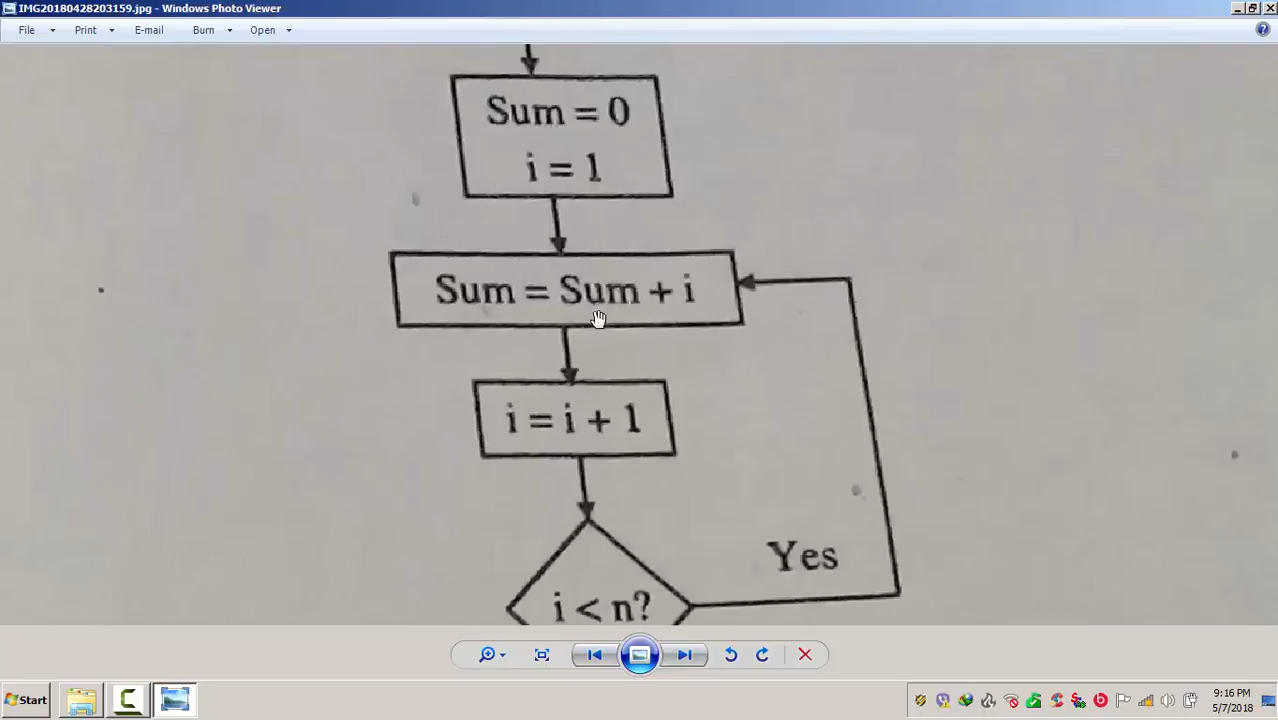 IMG20180428203159.jpg - Windows Photo Viewer
File Print E-mail Burn Open
Sum = 0
i = 1
Sum = Sum + i
i = i + 1
Yes
i < n?
Start
9:16 PM
5/7/2018